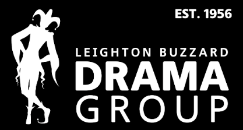 EST. 1956
LEIGHTON BUZZARD
DRAMA
GROUP